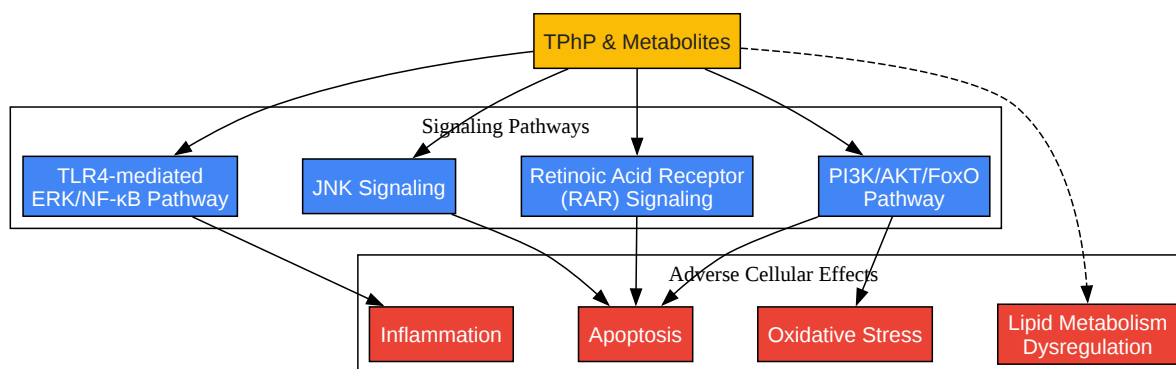 TPhP & Metabolites
Signaling Pathways
TLR4-mediated
ERK/NF-κB Pathway
JNK Signaling
Retinoic Acid Receptor
(RAR) Signaling
PI3K/AKT/FoxO
Pathway
Adverse Cellular Effects
Inflammation
Apoptosis
Oxidative Stress
Lipid Metabolism
Dysregulation